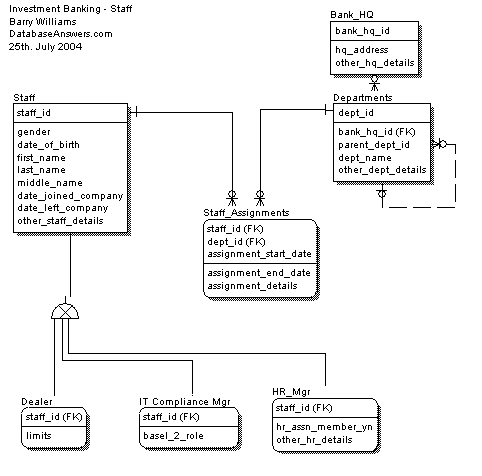 Investment Banking - Staff
Barry Williams
DatabaseAnswers.com
25th. July 2004
Bank_HQ
bank_hq_id
hq_address
other_hq_details
Staff
staff_id
gender
date_of_birth
first_name
last_name
middle_name
date_joined_company
date_left_company
other_staff_details
Departments
dept_id
bank_hq_id (FK)
parent_dept_id
dept_name
other_dept_details
Staff_Assignments
staff_id (FK)
dept_id (FK)
assignment_start_date
assignment_end_date
assignment_details
Dealer
staff_id (FK)
limits
IT Compliance Mgr
staff_id (FK)
basel_2_role
HR_Mgr
staff_id (FK)
hr_assn_member_yn
other_hr_details